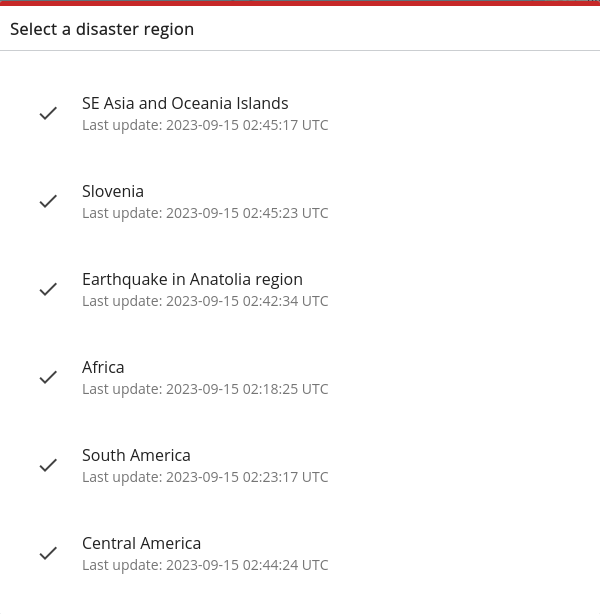 Select a disaster region
SE Asia and Oceania Islands
Last update: 2023-09-15 02:45:17 UTC
Slovenia
Last update: 2023-09-15 02:45:23 UTC
Earthquake in Anatolia region
Last update: 2023-09-15 02:42:34 UTC
Africa
Last update: 2023-09-15 02:18:25 UTC
South America
Last update: 2023-09-15 02:23:17 UTC
Central America
Last update: 2023-09-15 02:44:24 UTC